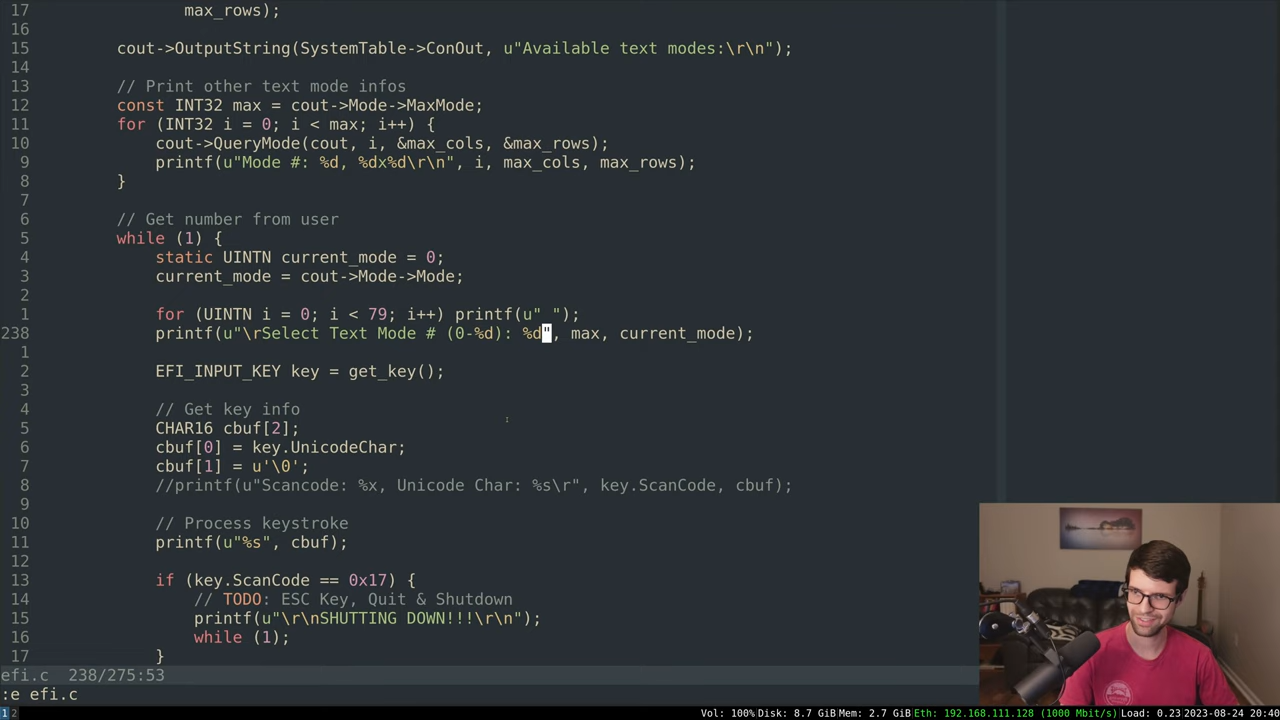 17                max_rows);
16
15         cout->OutputString(SystemTable->ConOut, u"Available text modes:\r\n");
14
13         // Print other text mode infos
12         const INT32 max = cout->Mode->MaxMode;
11         for (INT32 i = 0; i < max; i++) {
10             cout->QueryMode(cout, i, &max_cols, &max_rows);
9             printf(u"Mode #: %d, %dx%d\r\n", i, max_cols, max_rows);
8         }
7
6         // Get number from user
5         while (1) {
4             static UINTN current_mode = 0;
3             current_mode = cout->Mode->Mode;
2
1             for (UINTN i = 0; i < 79; i++) printf(u" ");
238             printf(u"\rSelect Text Mode # (0-%d): %d", max, current_mode);
1
2             EFI_INPUT_KEY key = get_key();
3
4             // Get key info
5             CHAR16 cbuf[2];
6             cbuf[0] = key.UnicodeChar;
7             cbuf[1] = u'\0';
8             //printf(u"Scancode: %x, Unicode Char: %s\r", key.ScanCode, cbuf);
9
10             // Process keystroke
11             printf(u"%s", cbuf);
12
13             if (key.ScanCode == 0x17) {
14                 // TODO: ESC Key, Quit & Shutdown
15                 printf(u"\r\nSHUTTING DOWN!!!\r\n");
16                 while (1);
17             }
efi.c  238/275:53
:e efi.c
1 2 Vol: 100% Disk: 8.7 GiB Mem: 2.7 GiB Eth: 192.168.111.128 (1000 Mbit/s) Load: 0.23 2023-08-24 20:40